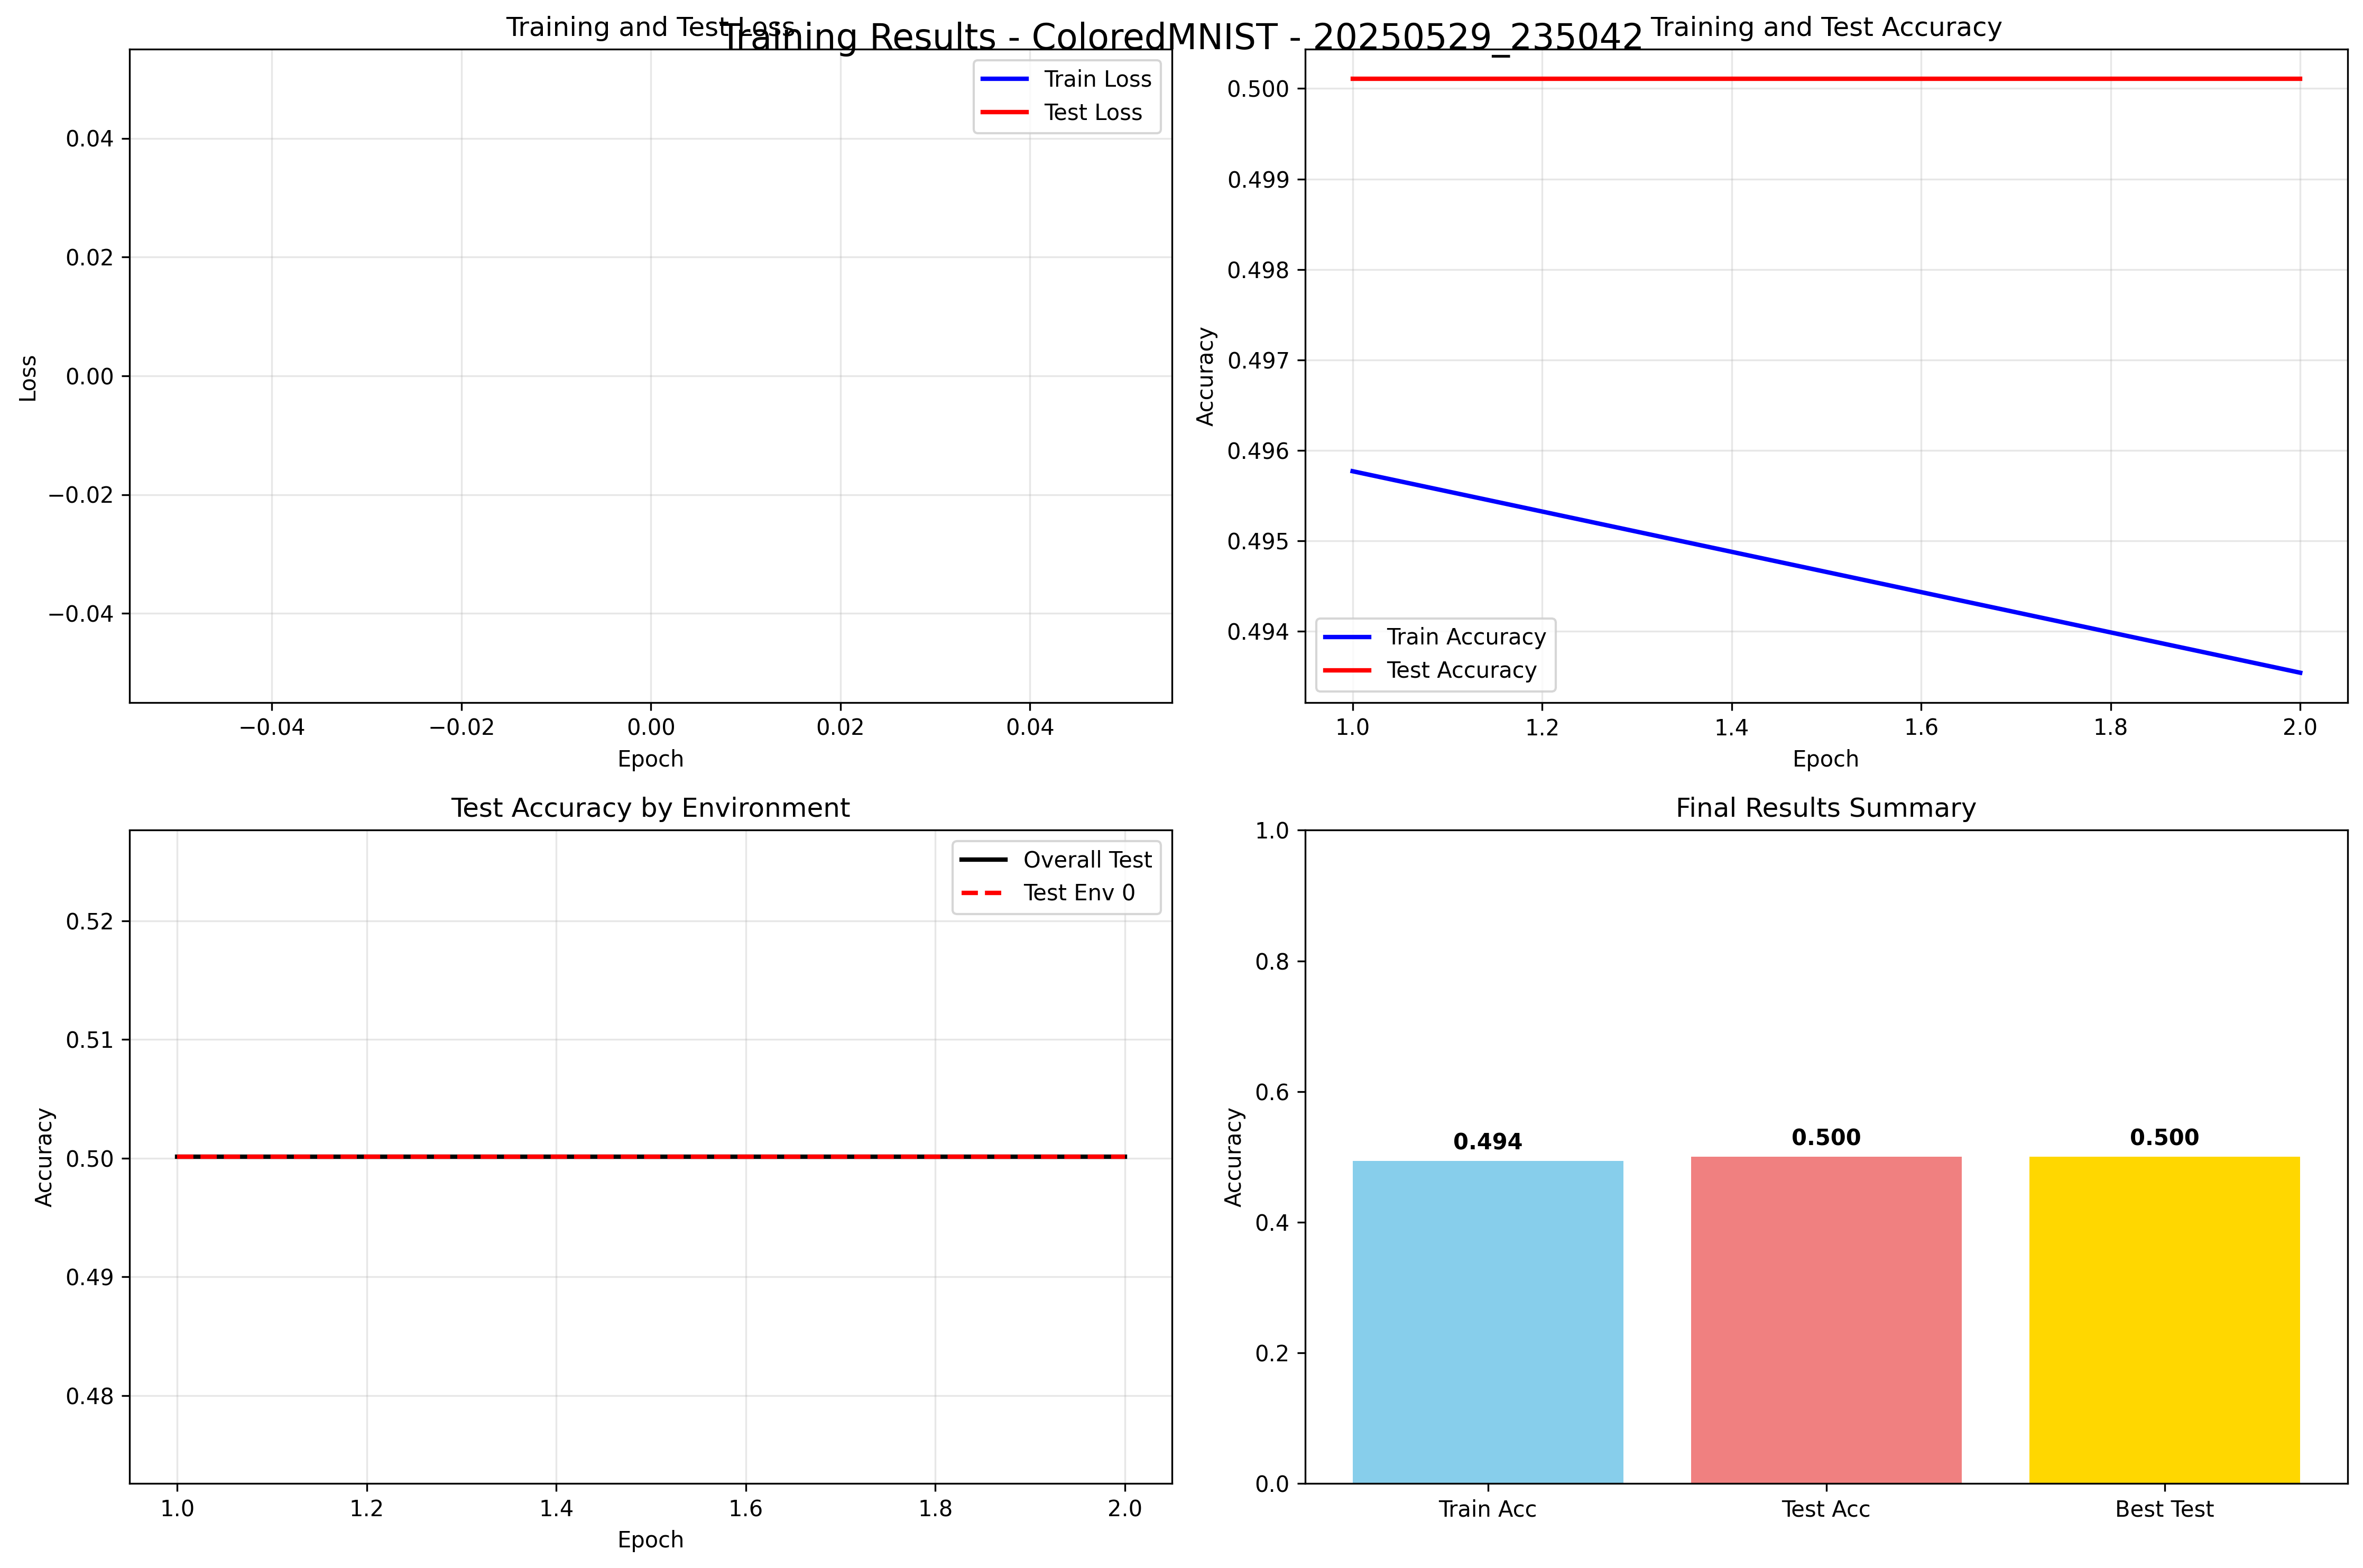 Training Results - ColoredMNIST - 20250529_235042
Training and Test Loss
Train Loss
Test Loss
0.04
0.02
0.00
−0.02
−0.04
Loss
−0.04 −0.02 0.00 0.02 0.04
Epoch
Training and Test Accuracy
0.500
0.499
0.498
0.497
0.496
0.495
0.494
Accuracy
Train Accuracy
Test Accuracy
1.0 1.2 1.4 1.6 1.8 2.0
Epoch
Test Accuracy by Environment
Overall Test
Test Env 0
0.52
0.51
0.50
0.49
0.48
Accuracy
1.0 1.2 1.4 1.6 1.8 2.0
Epoch
Final Results Summary
1.0
0.8
0.6
0.4
0.2
0.0
Accuracy
0.494 0.500 0.500
Train Acc Test Acc Best Test